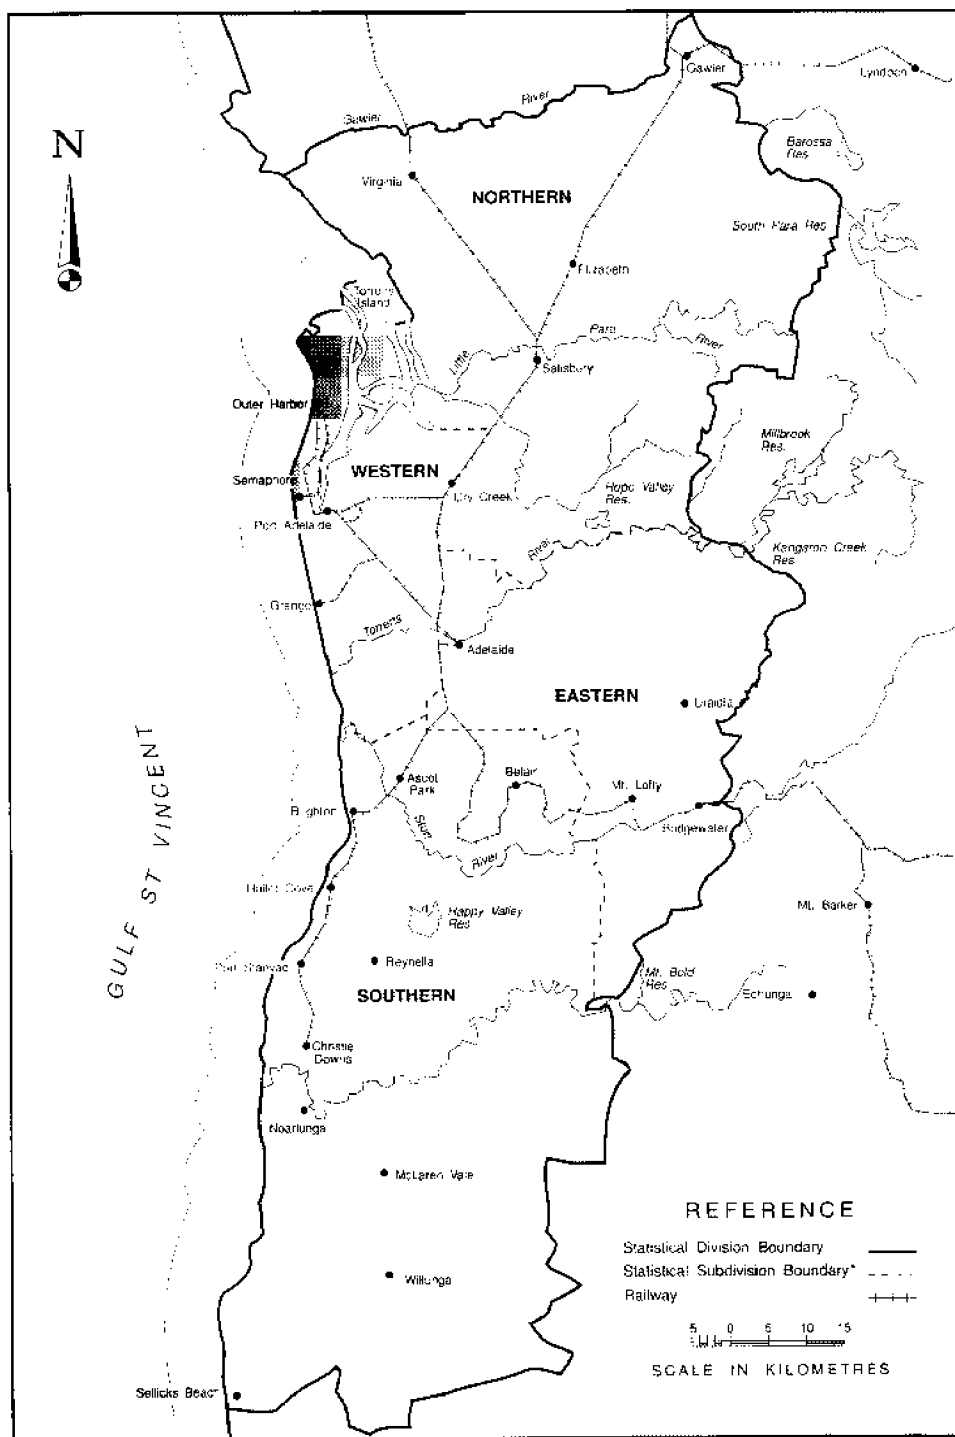 Gawler
Lyndoch
River
Gawler
N
Barossa
Res.
Virginia
NORTHERN
South Para Res
Elizabeth
Torrens
Island
Para
Little
River
Salisbury
Outer Harbor
Millbrook
Res.
WESTERN
Semaphore
Dry Creek
Hope Valley
Res.
Port Adelaide
River
Kangaroo Creek
Res
Grange
Torrens
Adelaide
EASTERN
Uraidla
GULF ST VINCENT
Ascot
Park
Belair
Mt. Lofty
Brighton
Sturt
Bridgewater
River
Hallet Cove
Happy Valley
Res
Mt. Barker
Port Stanvac
Reynella
Mt. Bold
Res
SOUTHERN
Echunga
Christie
Downs
Noarlunga
McLaren Vale
REFERENCE
Statistical Division Boundary
Statistical Subdivision Boundary*
Willunga
Railway
5 0 5 10 15
SCALE IN KILOMETRES
Sellicks Beach